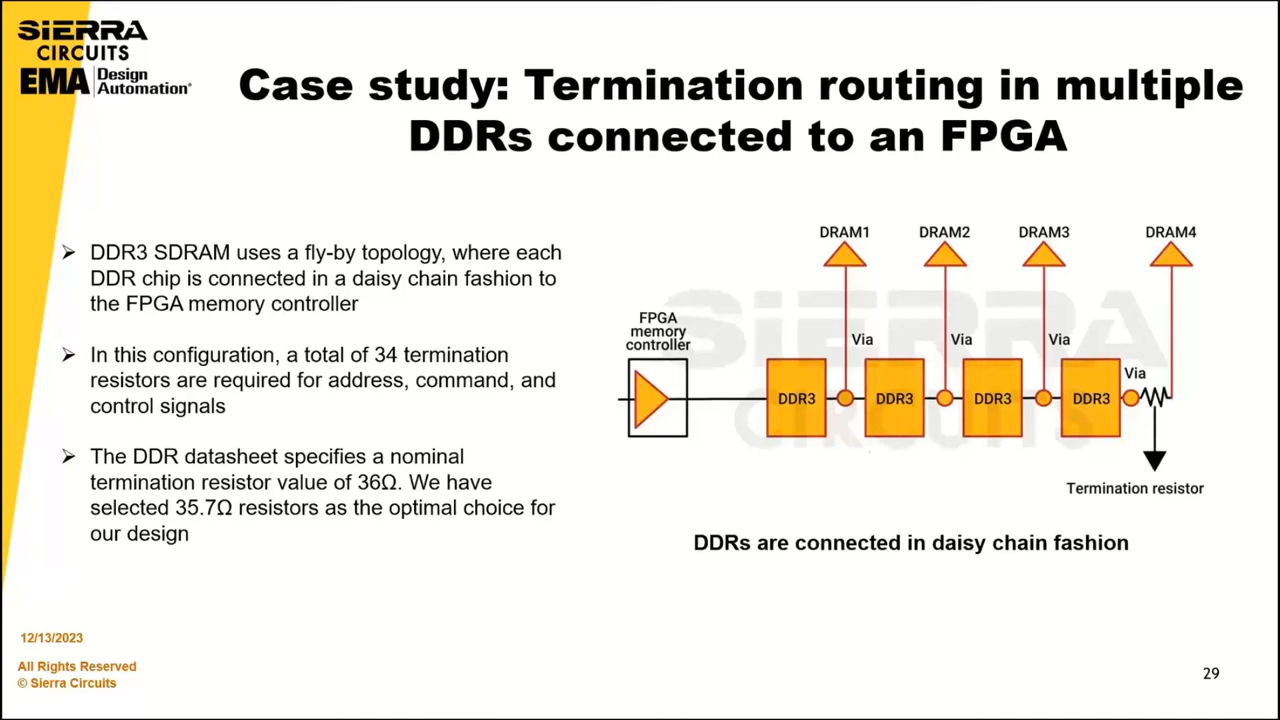 SIERRA
CIRCUITS
EMA Design
Automation®
Case study: Termination routing in multiple
DDRs connected to an FPGA
DDR3 SDRAM uses a fly-by topology, where each
DDR chip is connected in a daisy chain fashion to
the FPGA memory controller
In this configuration, a total of 34 termination
resistors are required for address, command, and
control signals
The DDR datasheet specifies a nominal
termination resistor value of 36Ω. We have
selected 35.7Ω resistors as the optimal choice for
our design
SIERRA
CIRCUITS
DRAM1 DRAM2 DRAM3 DRAM4
FPGA
memory
controller
Via Via Via Via
DDR3 DDR3 DDR3 DDR3
Termination resistor
DDRs are connected in daisy chain fashion
12/13/2023
All Rights Reserved
© Sierra Circuits
29